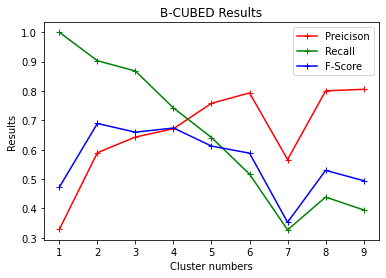 B-CUBED Results
Preicison
Recall
F-Score
Results
1.0
0.9
0.8
0.7
0.6
0.5
0.4
0.3
1 2 3 4 5 6 7 8 9
Cluster numbers